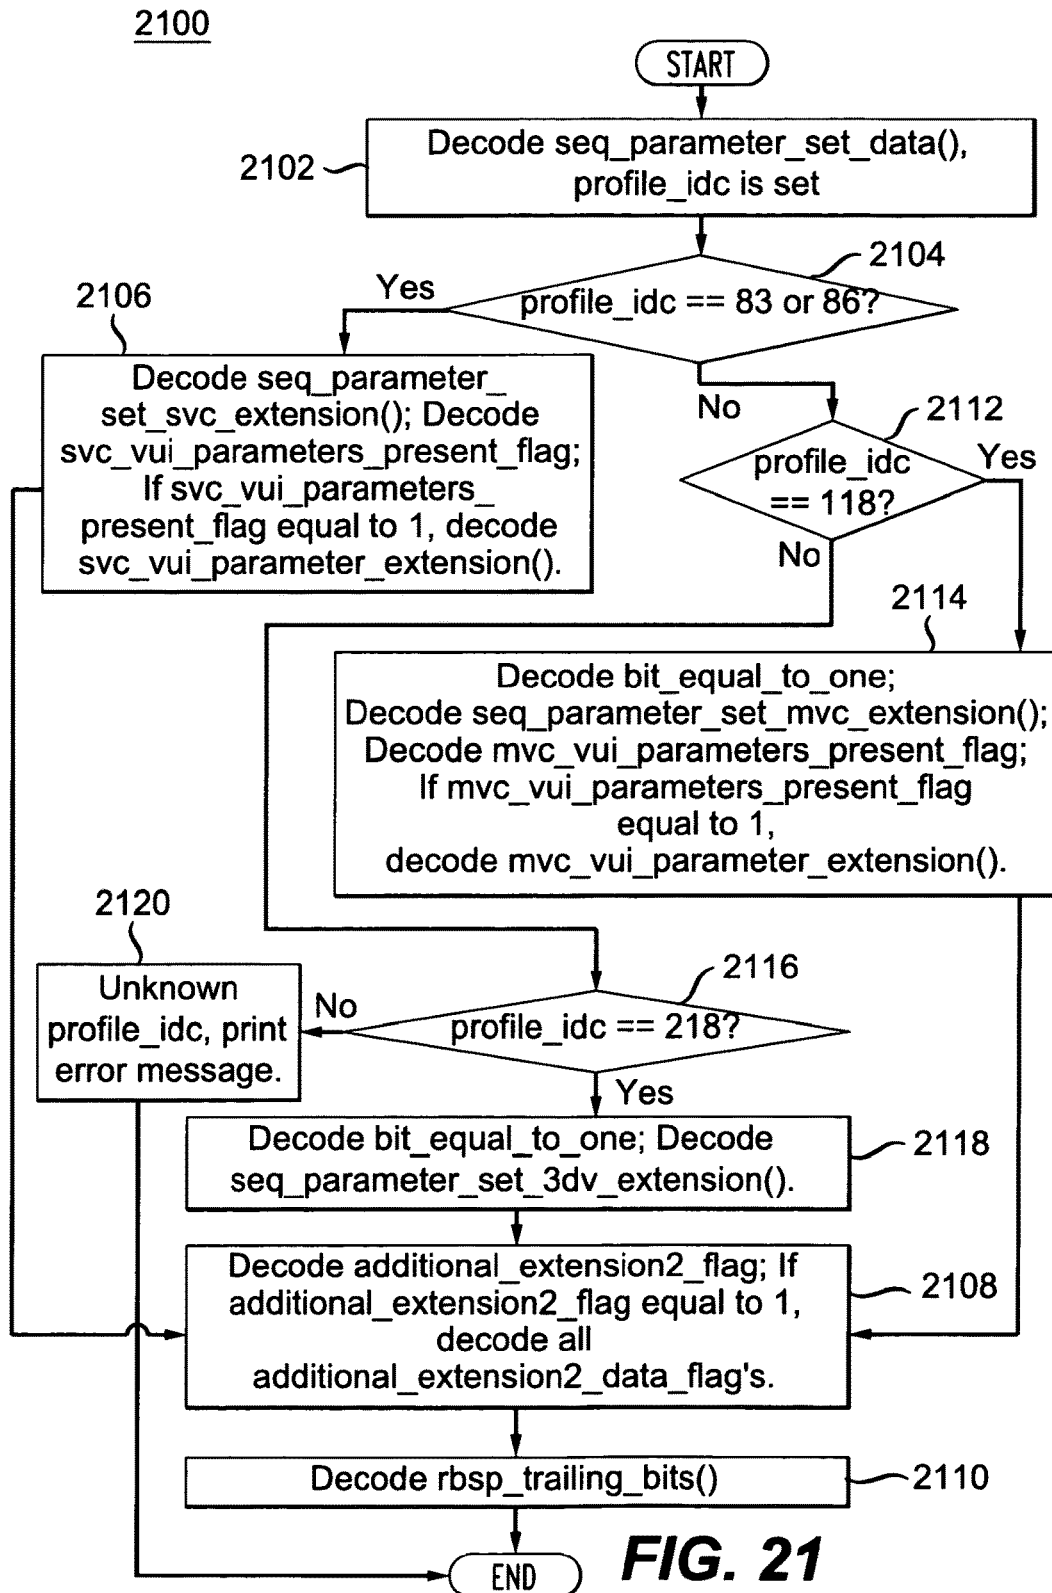 2100
START
2102
Decode seq_parameter_set_data(),
profile_idc is set
2104
profile_idc == 83 or 86?
Yes
No
2106
Decode seq_parameter_
set_svc_extension(); Decode
svc_vui_parameters_present_flag;
If svc_vui_parameters_
present_flag equal to 1, decode
svc_vui_parameter_extension().
2112
profile_idc
== 118?
Yes
No
2114
Decode bit_equal_to_one;
Decode seq_parameter_set_mvc_extension();
Decode mvc_vui_parameters_present_flag;
If mvc_vui_parameters_present_flag
equal to 1,
decode mvc_vui_parameter_extension().
2116
profile_idc == 218?
No
Yes
2120
Unknown
profile_idc, print
error message.
Decode bit_equal_to_one; Decode
seq_parameter_set_3dv_extension().
2118
Decode additional_extension2_flag; If
additional_extension2_flag equal to 1,
decode all
additional_extension2_data_flag's.
2108
Decode rbsp_trailing_bits()
2110
END
FIG. 21